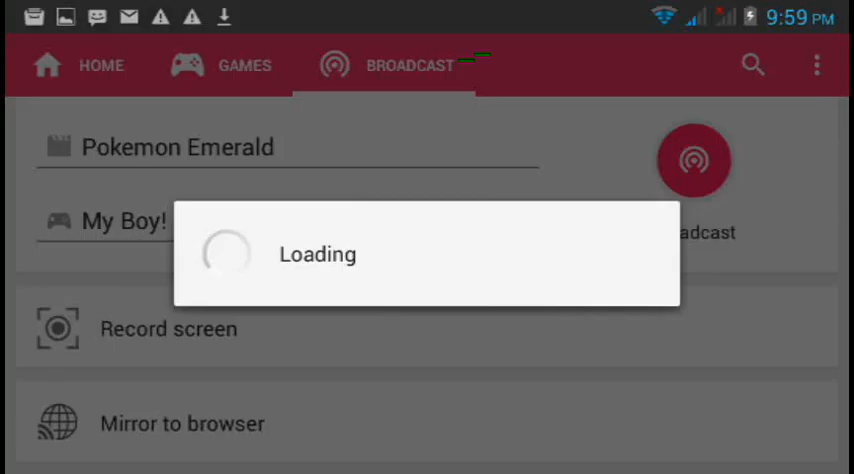 9:59 PM
HOME GAMES BROADCAST
Pokemon Emerald
My Boy!
adcast
Loading
Record screen
Mirror to browser